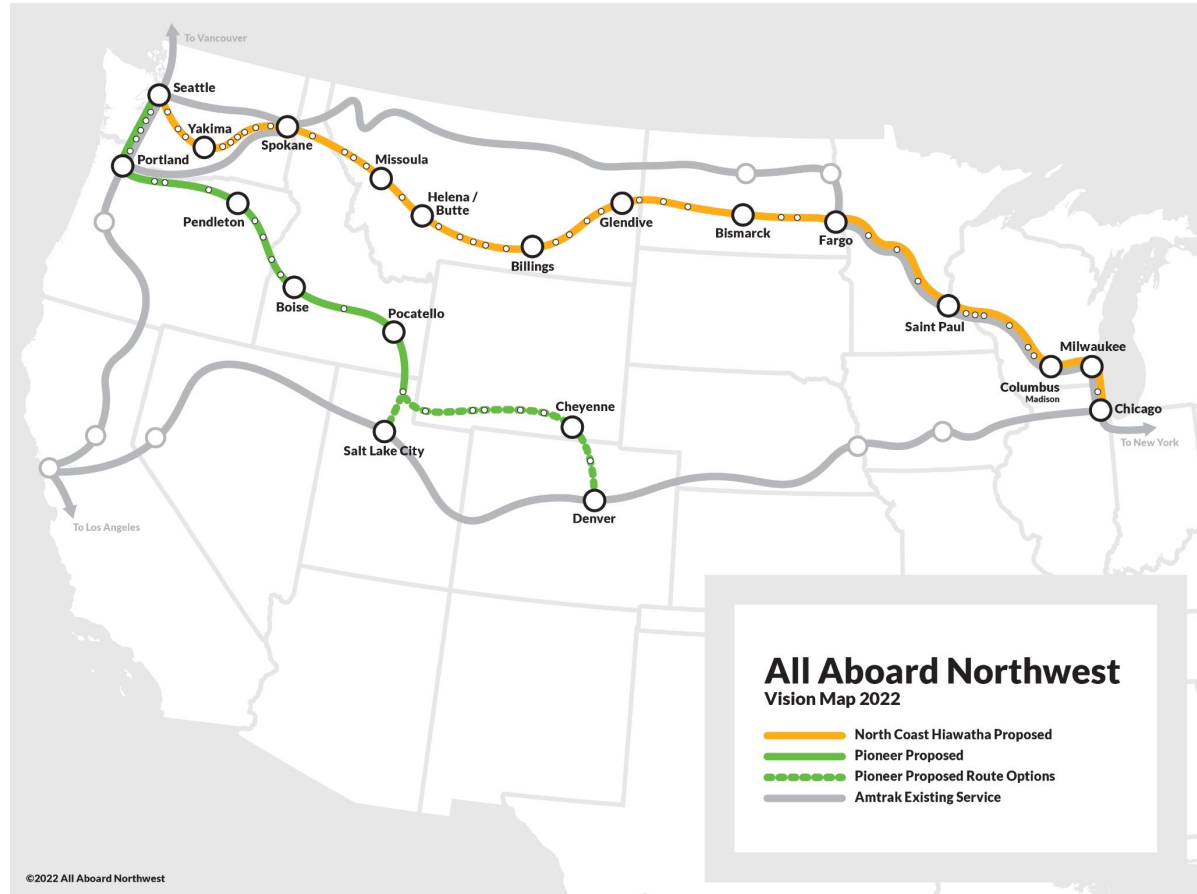 To Vancouver
Seattle
Yakima
Spokane
Portland
Missoula
Helena /
Butte
Pendleton
Glendive
Bismarck
Fargo
Billings
Boise
Pocatello
Saint Paul
Milwaukee
Columbus
Madison
Chicago
Cheyenne
To New York
Salt Lake City
Denver
To Los Angeles
All Aboard Northwest
Vision Map 2022
North Coast Hiawatha Proposed
Pioneer Proposed
Pioneer Proposed Route Options
Amtrak Existing Service
©2022 All Aboard Northwest